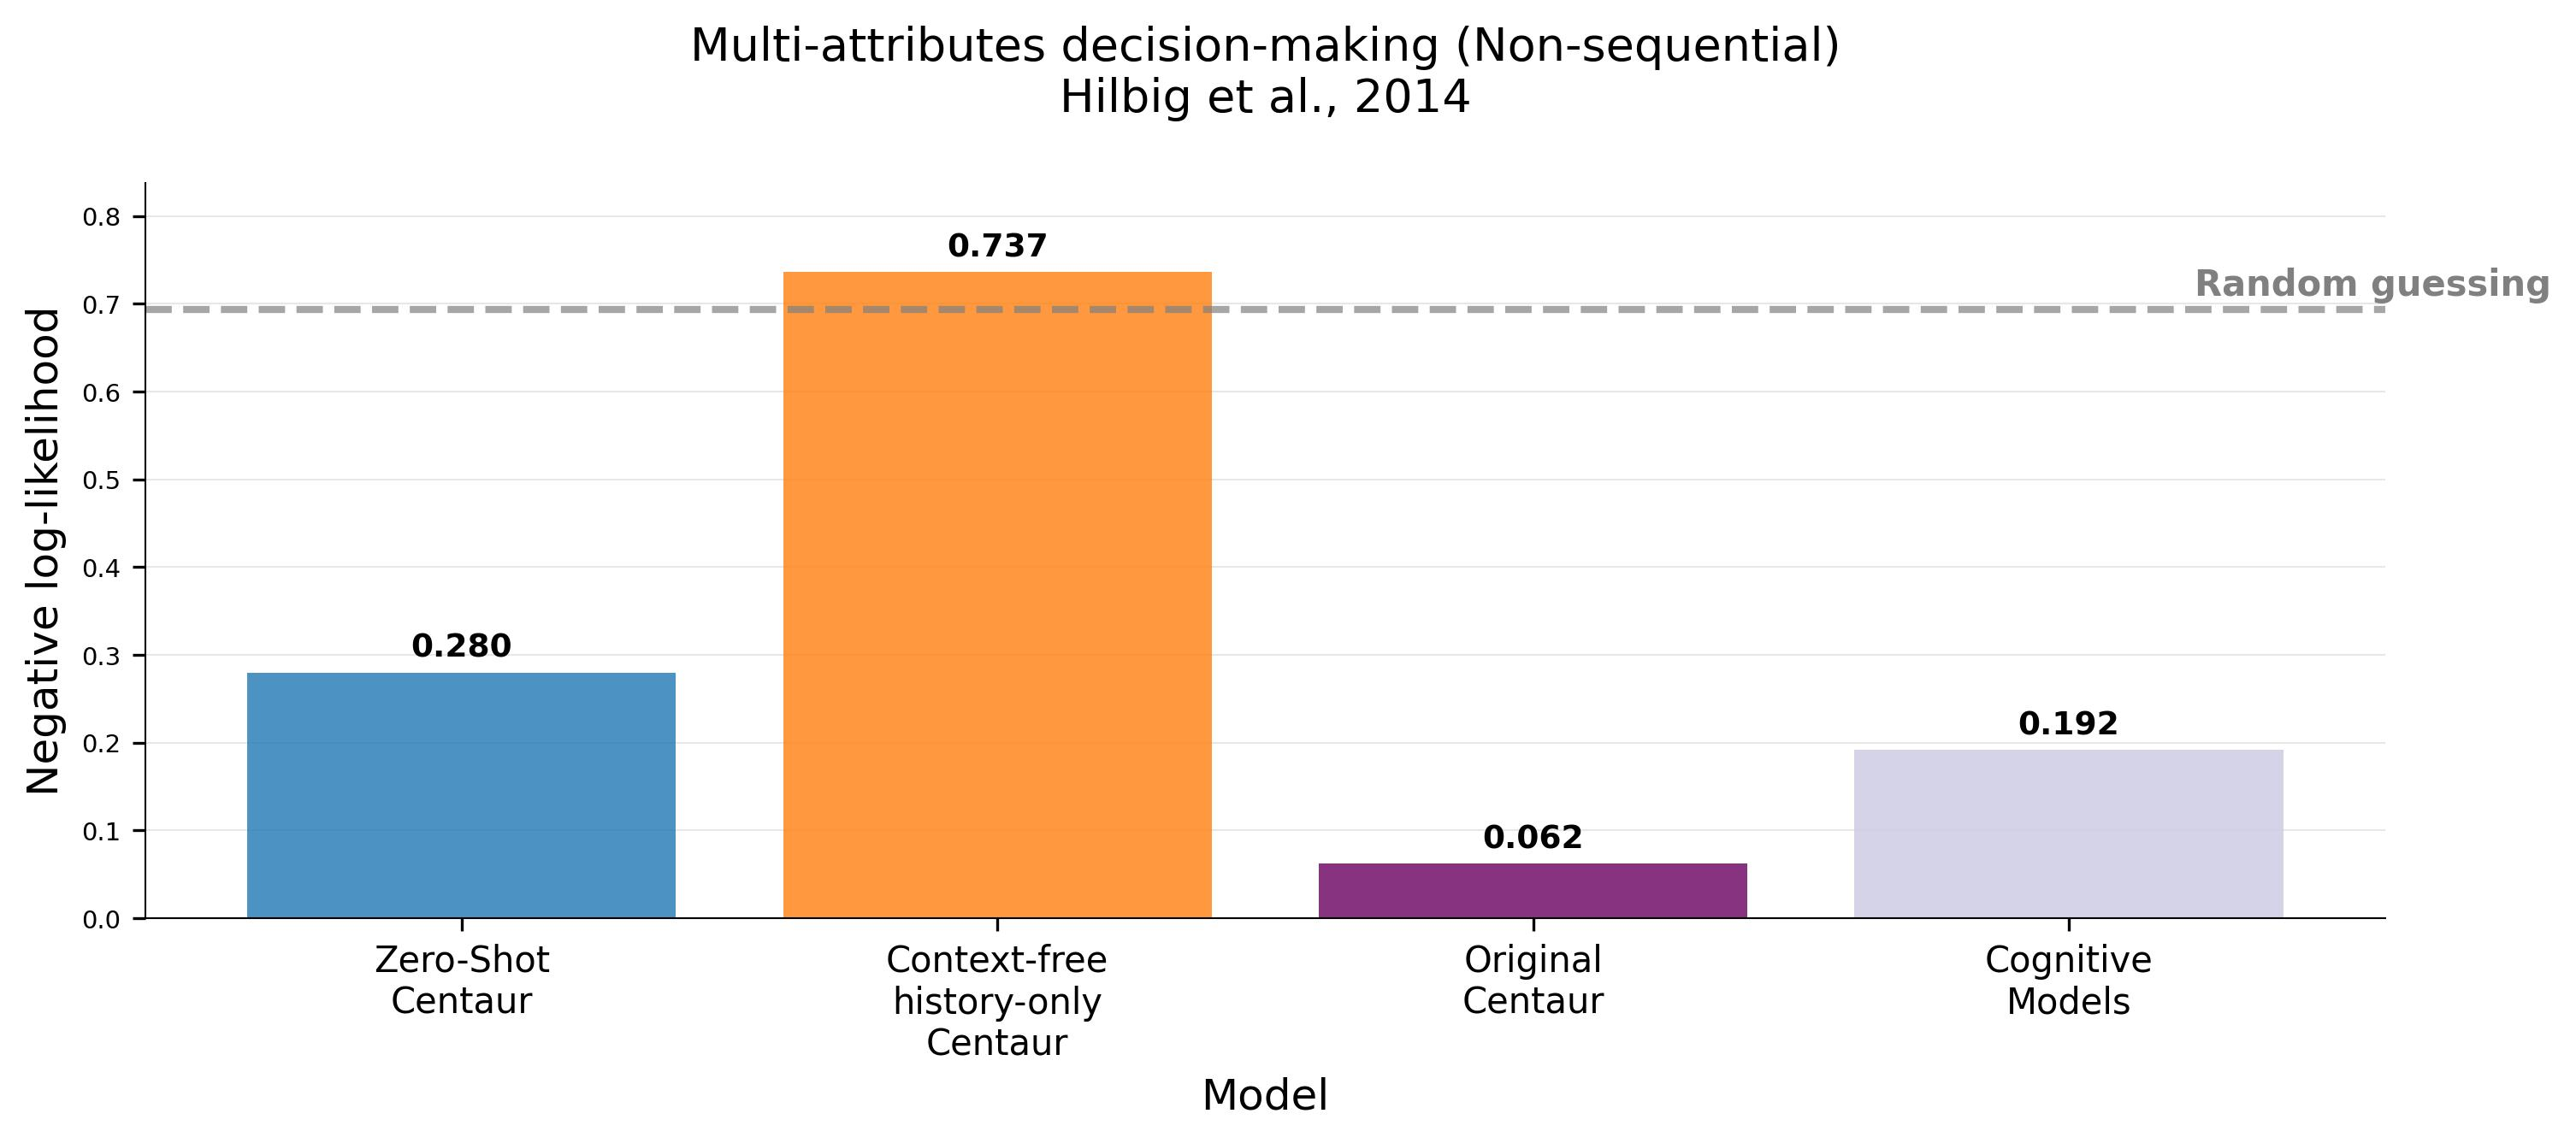 Multi-attributes decision-making (Non-sequential)
Hilbig et al., 2014
Negative log-likelihood
0.8
0.7
0.6
0.5
0.4
0.3
0.2
0.1
0.0
0.280
0.737
0.062
0.192
Random guessing
Zero-Shot
Centaur
Context-free
history-only
Centaur
Original
Centaur
Cognitive
Models
Model